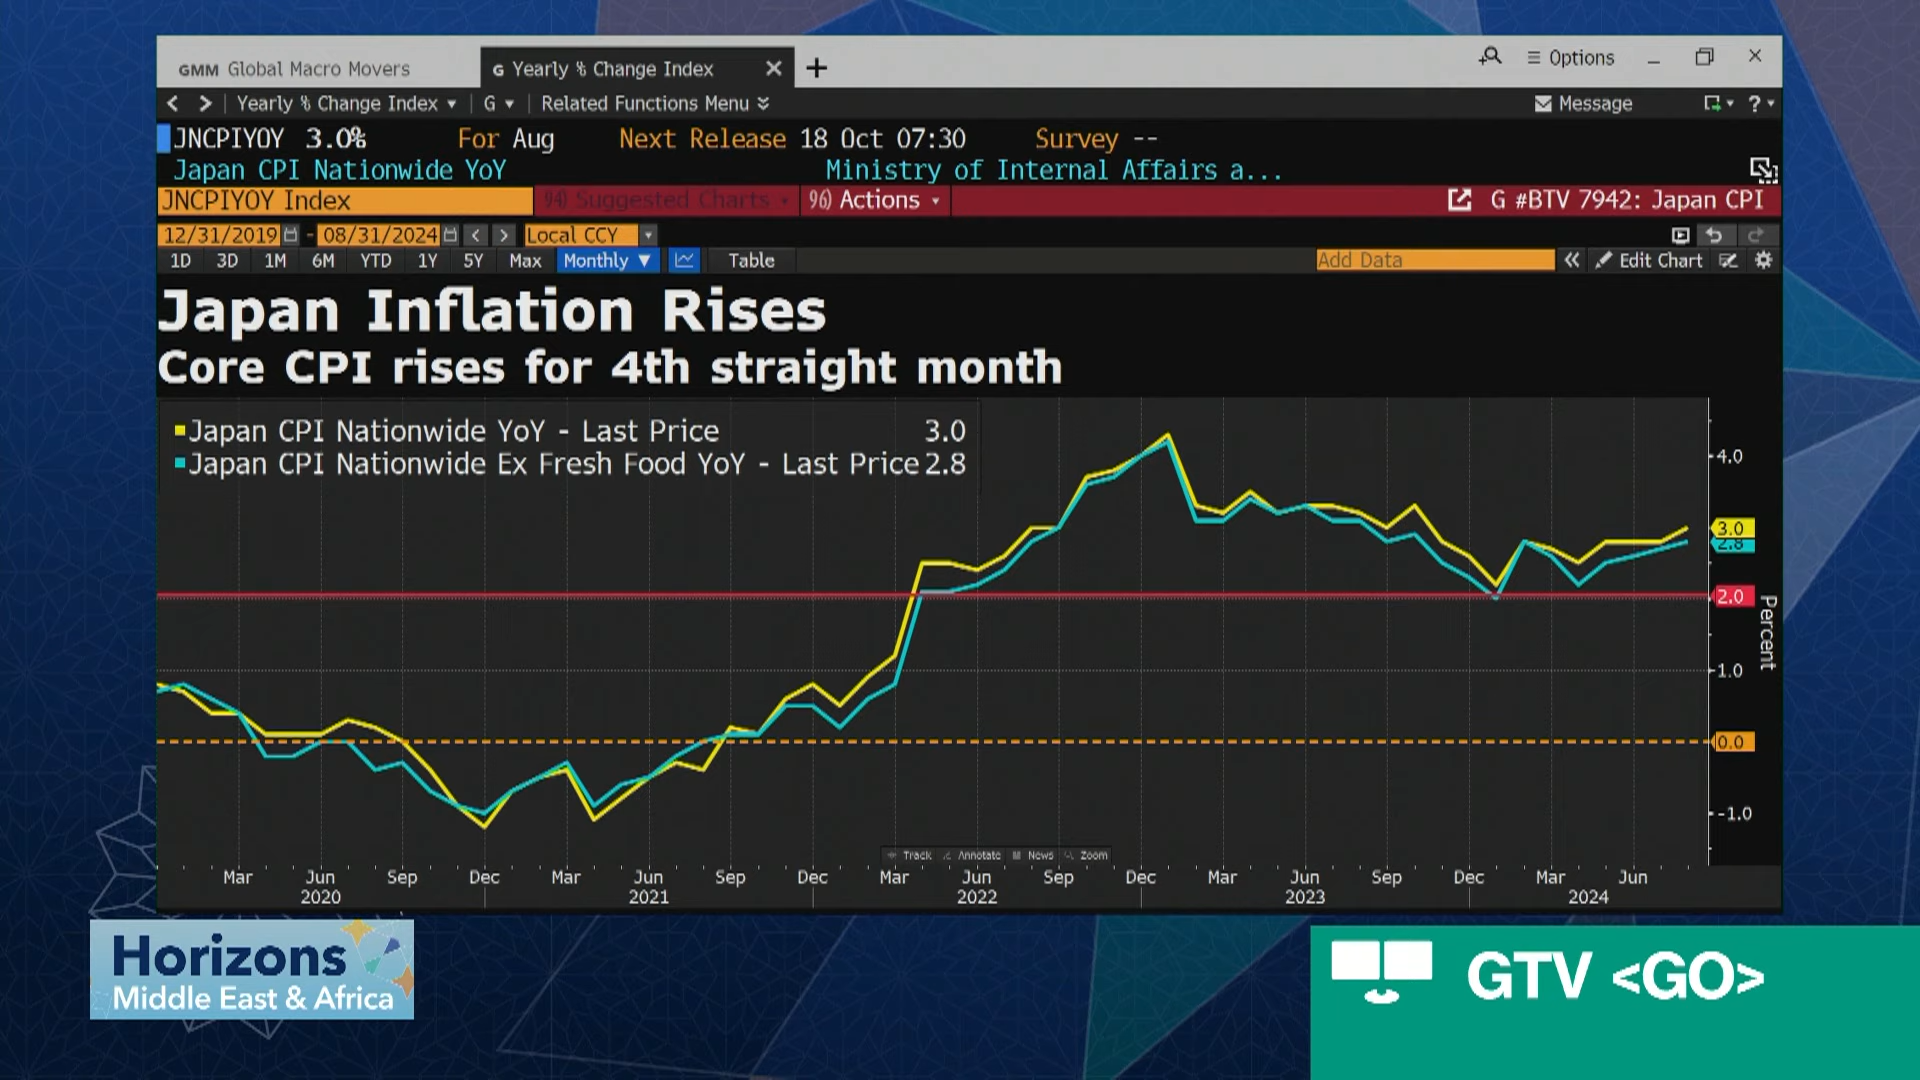 GMM Global Macro Movers
G Yearly % Change Index
Options
Yearly % Change Index
G
Related Functions Menu
Message
?
JNCPIYOY 3.0% For Aug Next Release 18 Oct 07:30 Survey --
Japan CPI Nationwide YoY Ministry of Internal Affairs a...
JNCPIYOY Index 94) Suggested Charts 96) Actions G #BTV 7942: Japan CPI
12/31/2019 - 08/31/2024 Local CCY
1D 3D 1M 6M YTD 1Y 5Y Max Monthly ▼ Table Add Data « Edit Chart
Japan Inflation Rises
Core CPI rises for 4th straight month
Japan CPI Nationwide YoY - Last Price 3.0
Japan CPI Nationwide Ex Fresh Food YoY - Last Price 2.8
4.0
3.0
2.8
2.0
1.0
0.0
-1.0
Percent
Track Annotate News Zoom
Mar Jun Sep Dec Mar Jun Sep Dec Mar Jun Sep Dec Mar Jun Sep Dec Mar Jun
2020 2021 2022 2023 2024
Horizons
Middle East & Africa
GTV <GO>